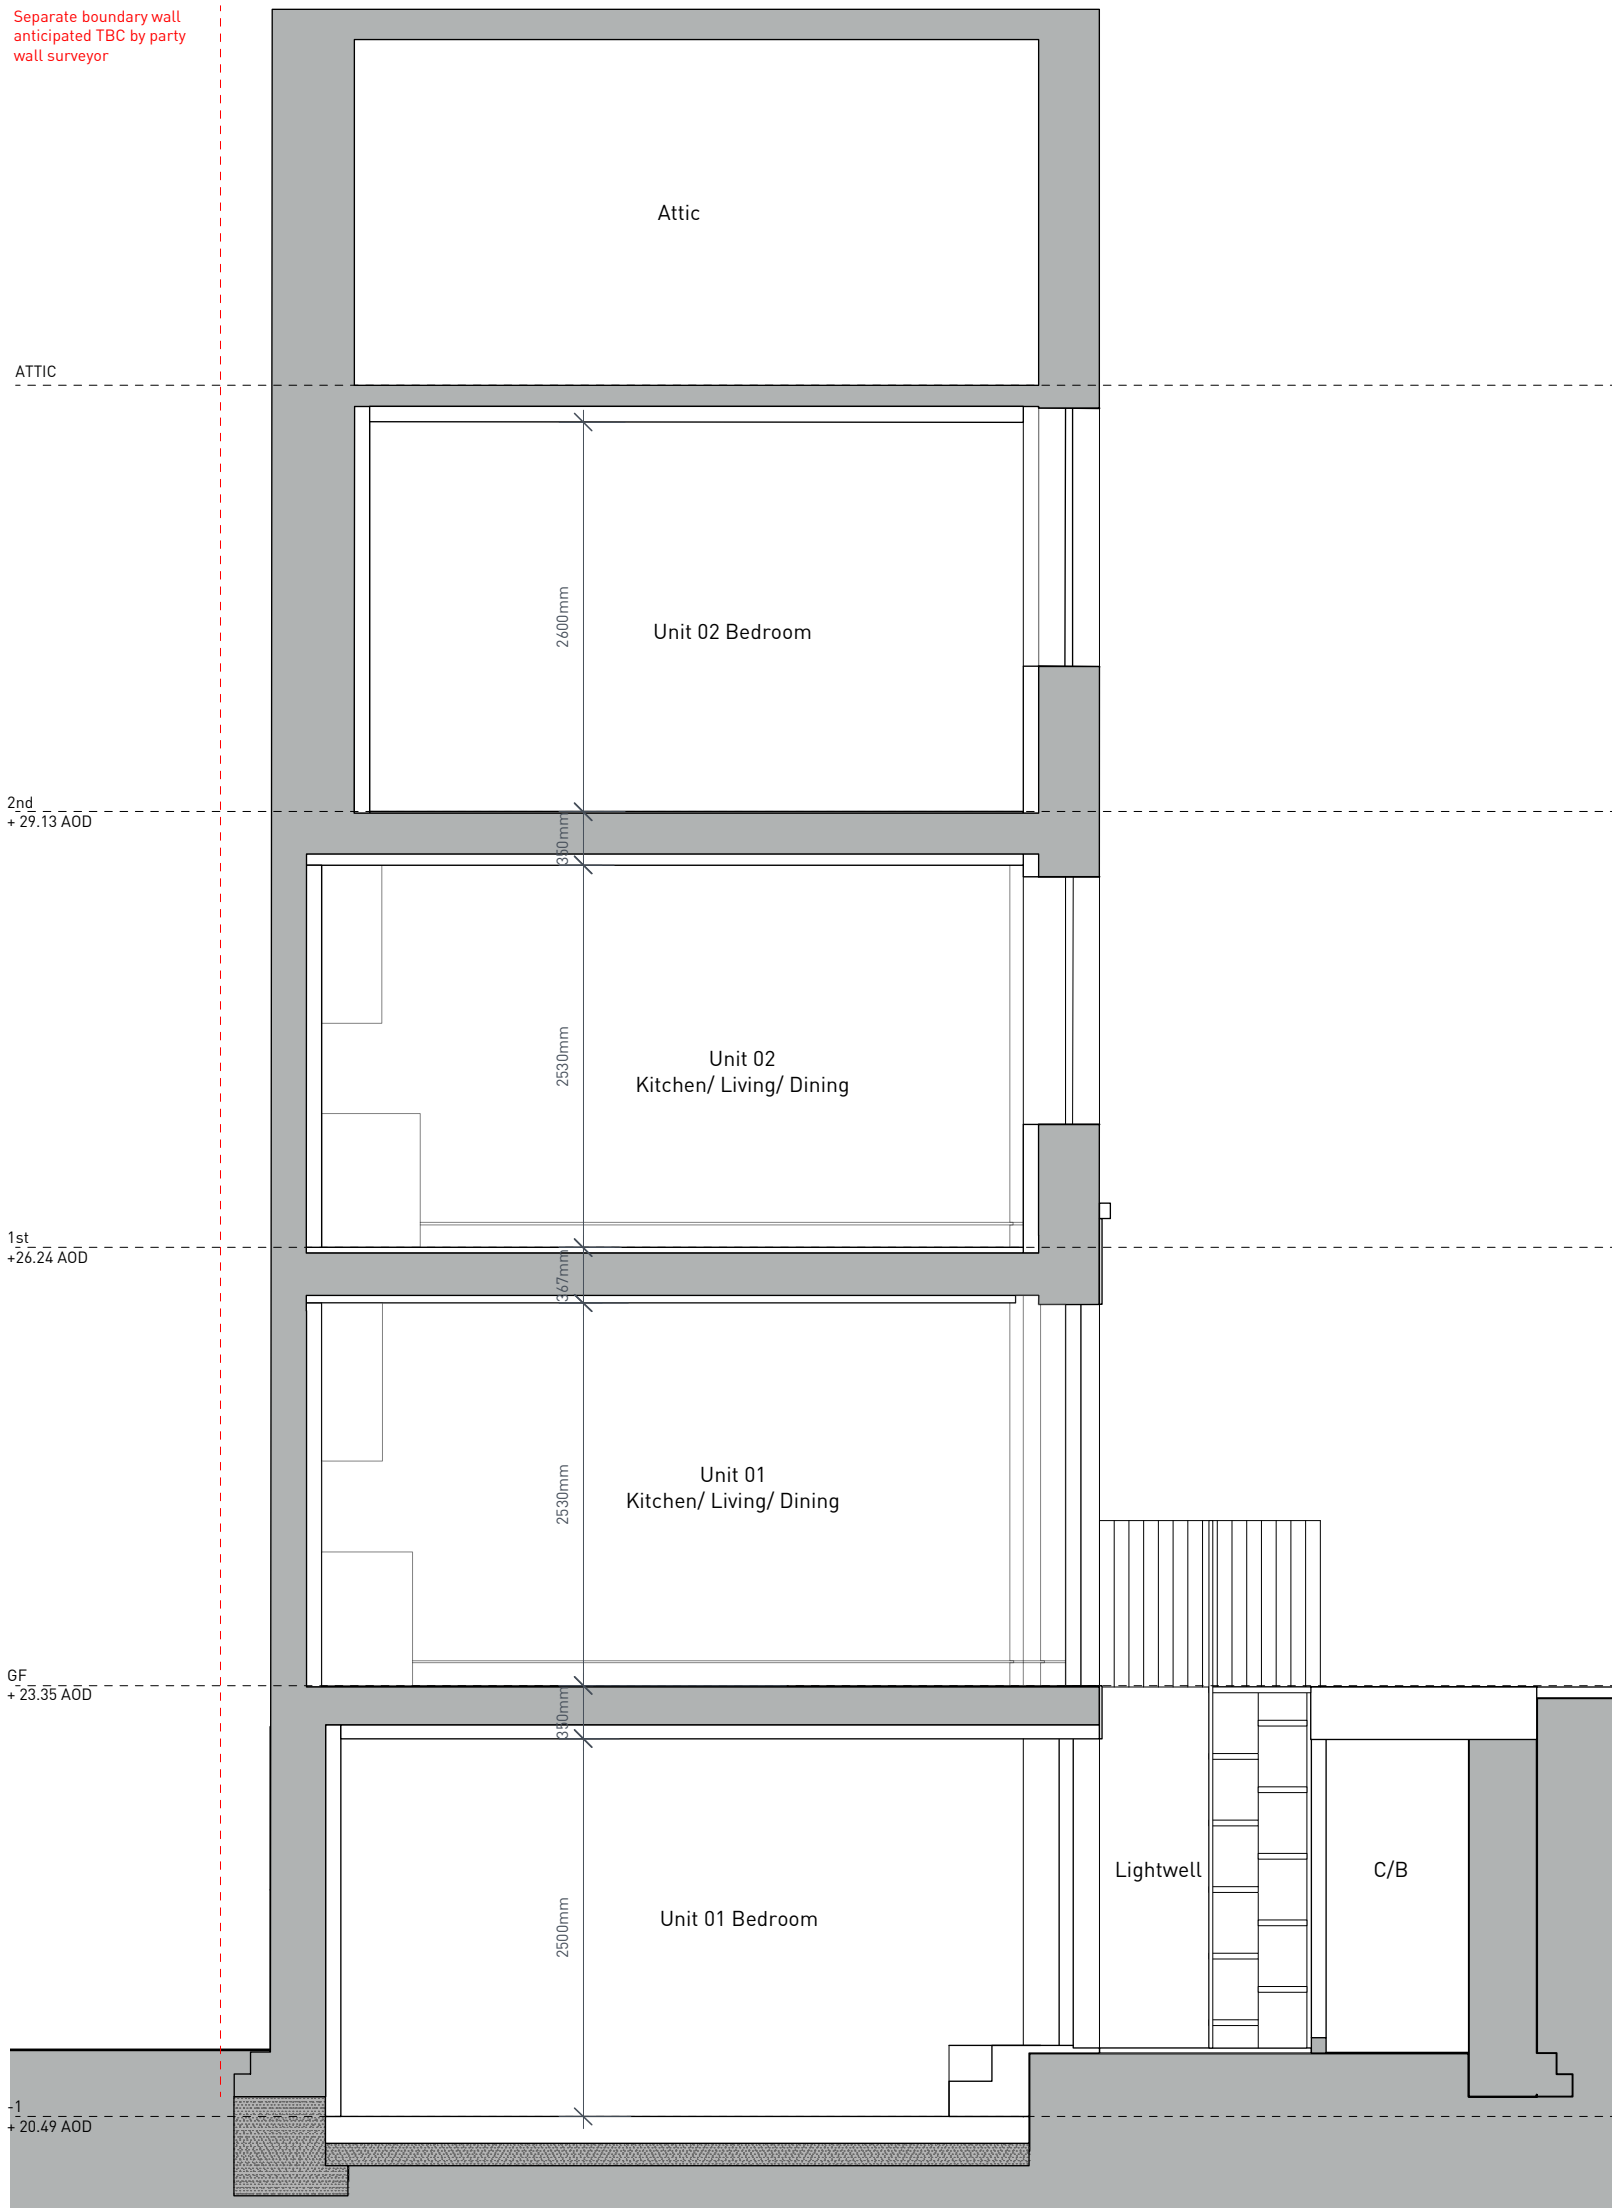 Separate boundary wall
anticipated TBC by party
wall surveyor
Attic
ATTIC
2600mm
Unit 02 Bedroom
2nd
+ 29.13 AOD
350mm
2530mm
Unit 02
Kitchen/ Living/ Dining
1st
+26.24 AOD
367mm
2530mm
Unit 01
Kitchen/ Living/ Dining
GF
+ 23.35 AOD
350mm
2500mm
Unit 01 Bedroom
Lightwell
C/B
-1
+ 20.49 AOD